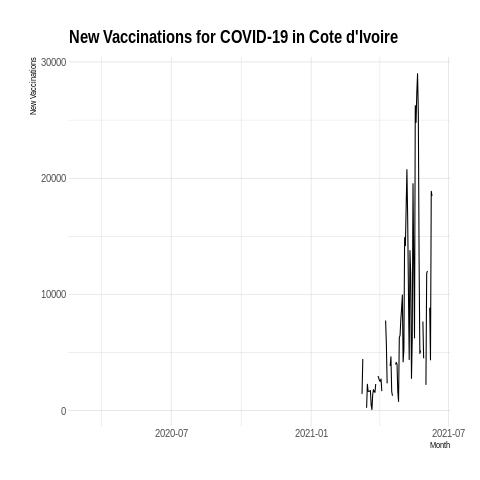 New Vaccinations for COVID-19 in Cote d'Ivoire
New Vaccinations
30000
20000
10000
0
2020-07
2021-01
2021-07
Month